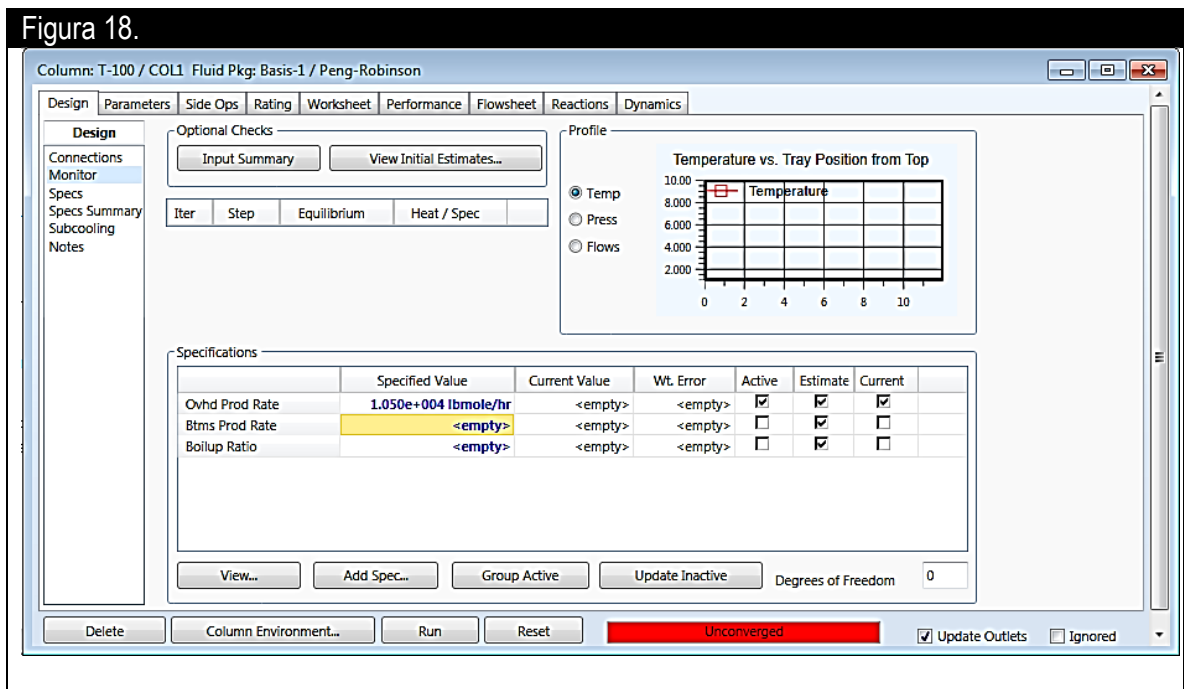 Figura 18.
Column: T-100 / COL1 Fluid Pkg: Basis-1 / Peng-Robinson
Design Parameters Side Ops Rating Worksheet Performance Flowsheet Reactions Dynamics
Design
Connections
Monitor
Specs
Specs Summary
Subcooling
Notes
Optional Checks
Input Summary View Initial Estimates...
Iter Step Equilibrium Heat / Spec
Profile
Temp
Press
Flows
Temperature vs. Tray Position from Top
Temperature
10.00
8.000
6.000
4.000
2.000
0 2 4 6 8 10
Specifications
Specified Value Current Value Wt. Error Active Estimate Current
Ovhd Prod Rate 1.050e+004 lbmole/hr <empty> <empty>
Btms Prod Rate <empty> <empty> <empty>
Boilup Ratio <empty> <empty> <empty>
View... Add Spec... Group Active Update Inactive Degrees of Freedom 0
Delete Column Environment... Run Reset Unconverged Update Outlets Ignored